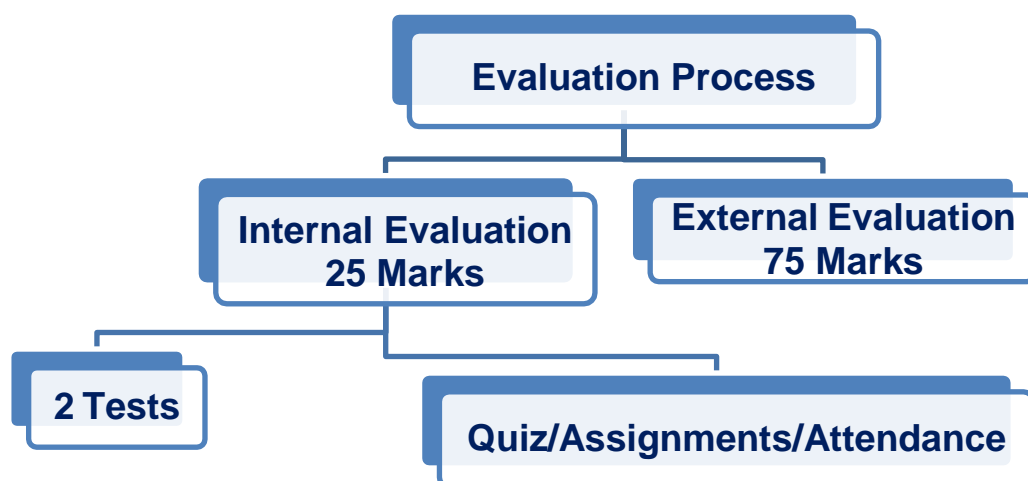 Evaluation Process
Internal Evaluation
25 Marks
External Evaluation
75 Marks
2 Tests
Quiz/Assignments/Attendance